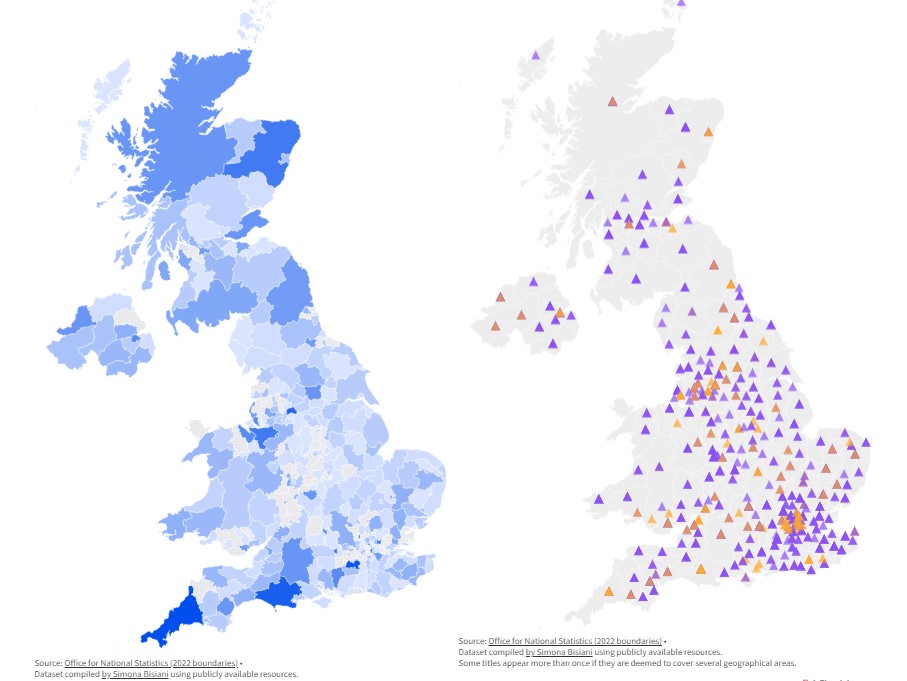 Source: Office for National Statistics (2022 boundaries) •
Dataset compiled by Simona Bisiani using publicly available resources.
Source: Office for National Statistics (2022 boundaries) •
Dataset compiled by Simona Bisiani using publicly available resources.
Some titles appear more than once if they are deemed to cover several geographical areas.